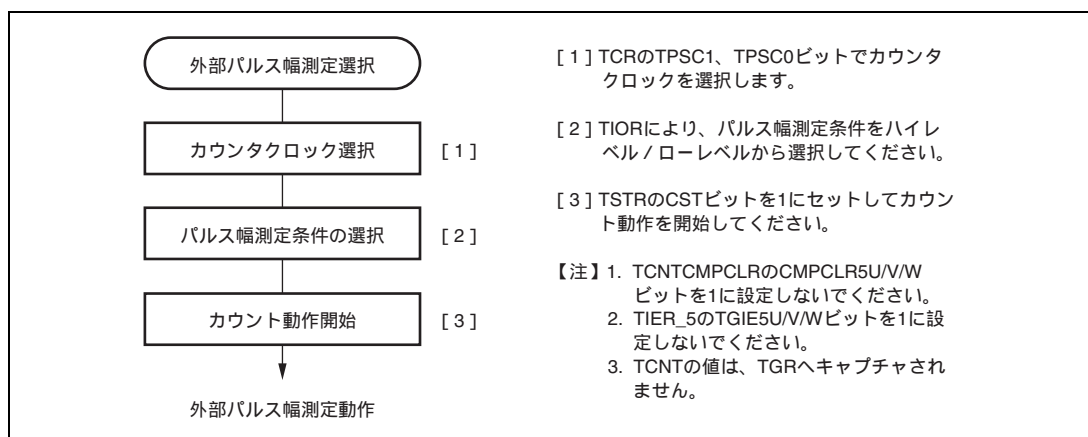 外部パルス幅測定選択
カウンタクロック選択 [ 1 ]
パルス幅測定条件の選択 [ 2 ]
カウント動作開始 [ 3 ]
外部パルス幅測定動作
[ 1 ] TCRのTPSC1、TPSC0ビットでカウンタ
クロックを選択します。
[ 2 ] TIORにより、パルス幅測定条件をハイレ
ベル / ローレベルから選択してください。
[ 3 ] TSTRのCSTビットを1にセットしてカウン
ト動作を開始してください。
【注】1. TCNTCMPCLRのCMPCLR5U/V/W
ビットを1に設定しないでください。
2. TIER_5のTGIE5U/V/Wビットを1に設
定しないでください。
3. TCNTの値は、TGRへキャプチャされ
ません。